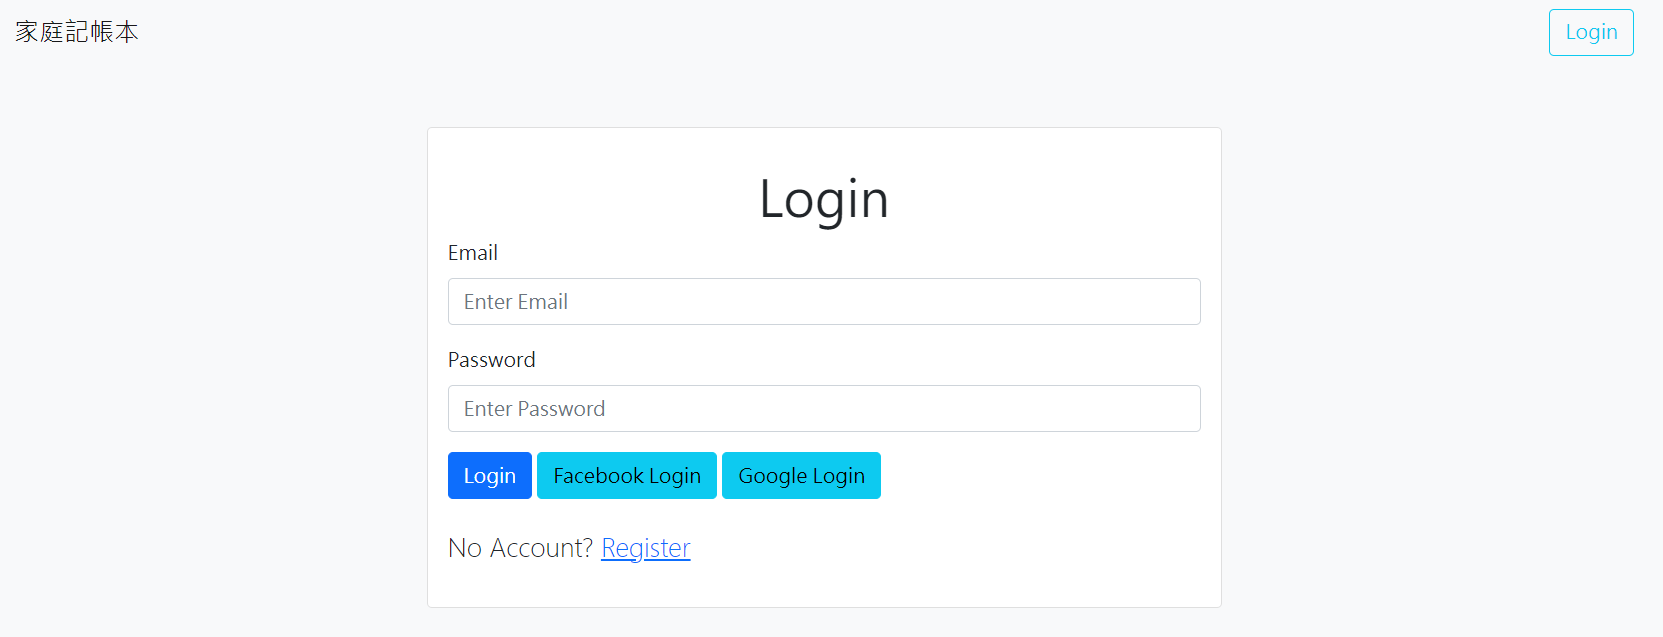 家庭記帳本
Login
Login
Email
Enter Email
Password
Enter Password
Login Facebook Login Google Login
No Account? Register